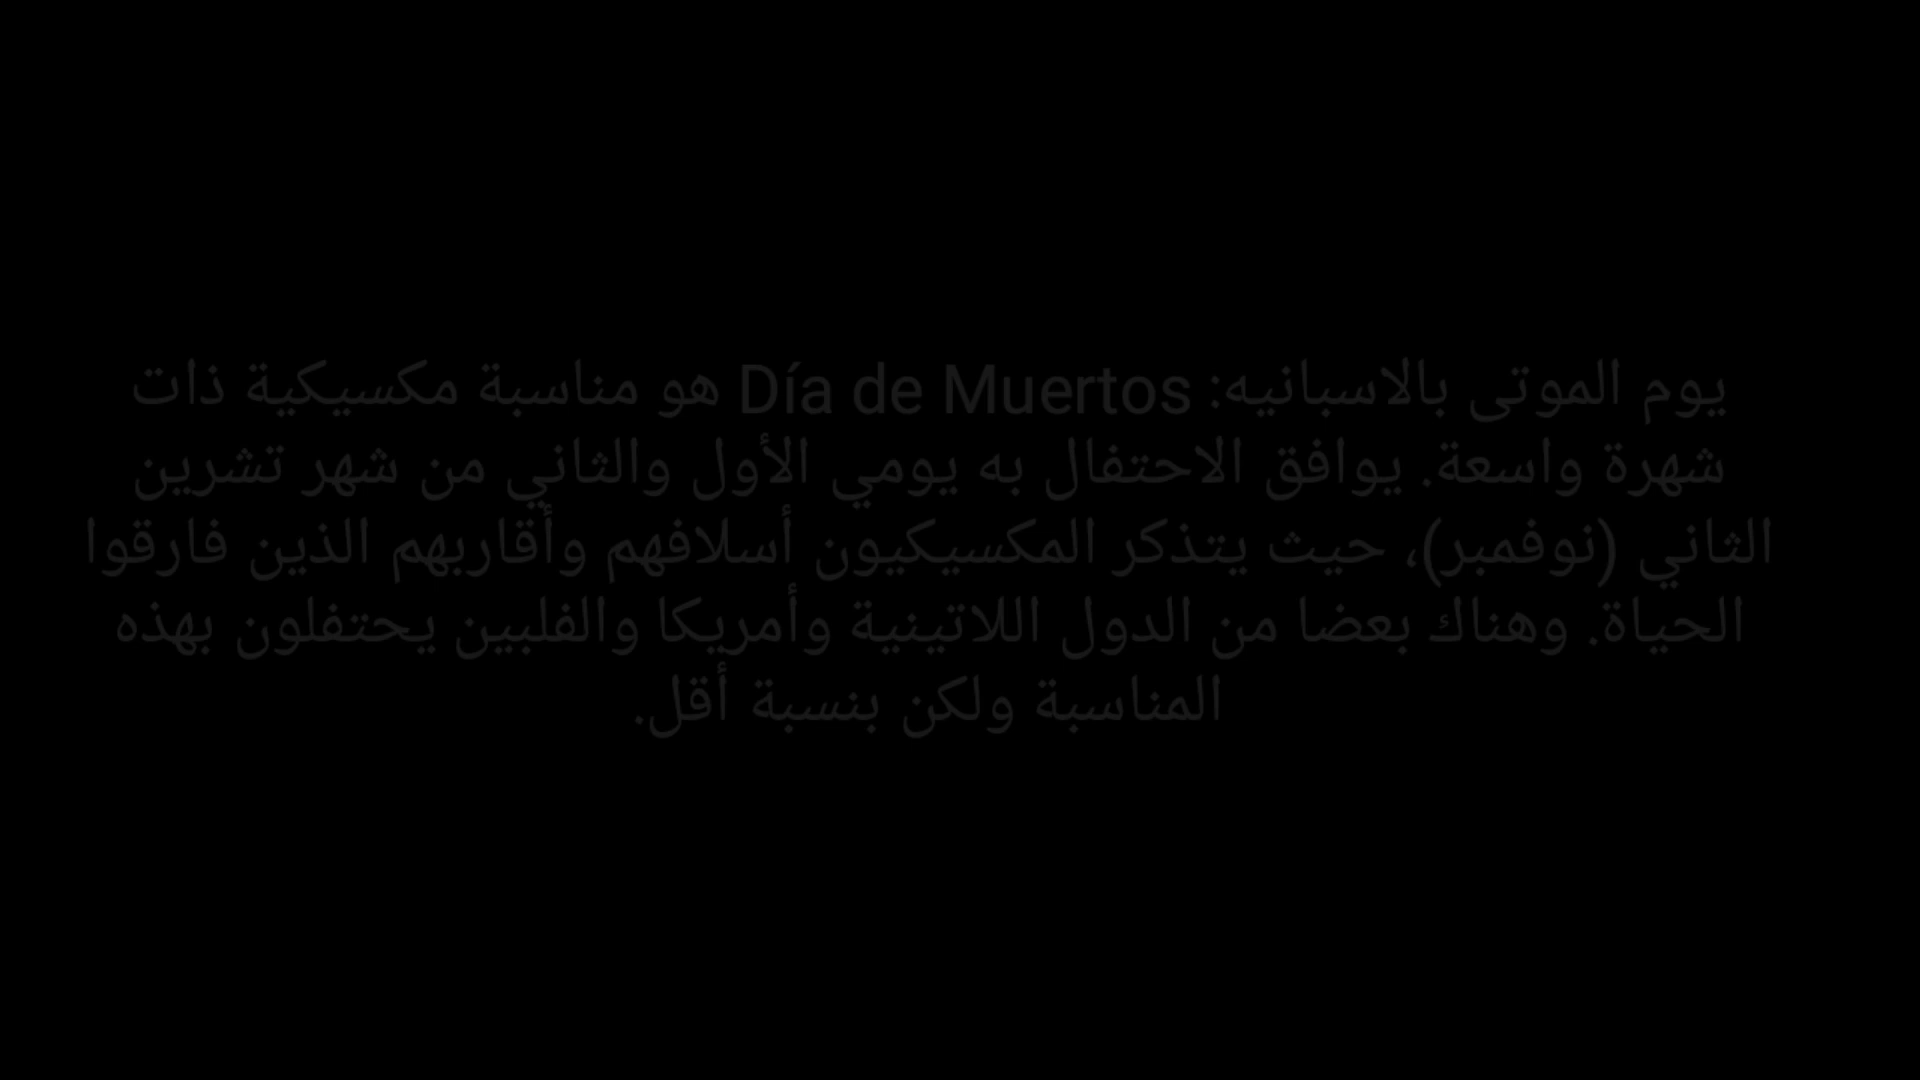 يوم الموتى بالاسبانيه: Día de Muertos هو مناسبة مكسيكية ذات
شهرة واسعة. يوافق الاحتفال به يومي الأول والثاني من شهر تشرين
الثاني (نوفمبر)، حيث يتذكر المكسيكيون أسلافهم وأقاربهم الذين فارقوا
الحياة. وهناك بعضا من الدول اللاتينية وأمريكا والفلبين يحتفلون بهذه
المناسبة ولكن بنسبة أقل.